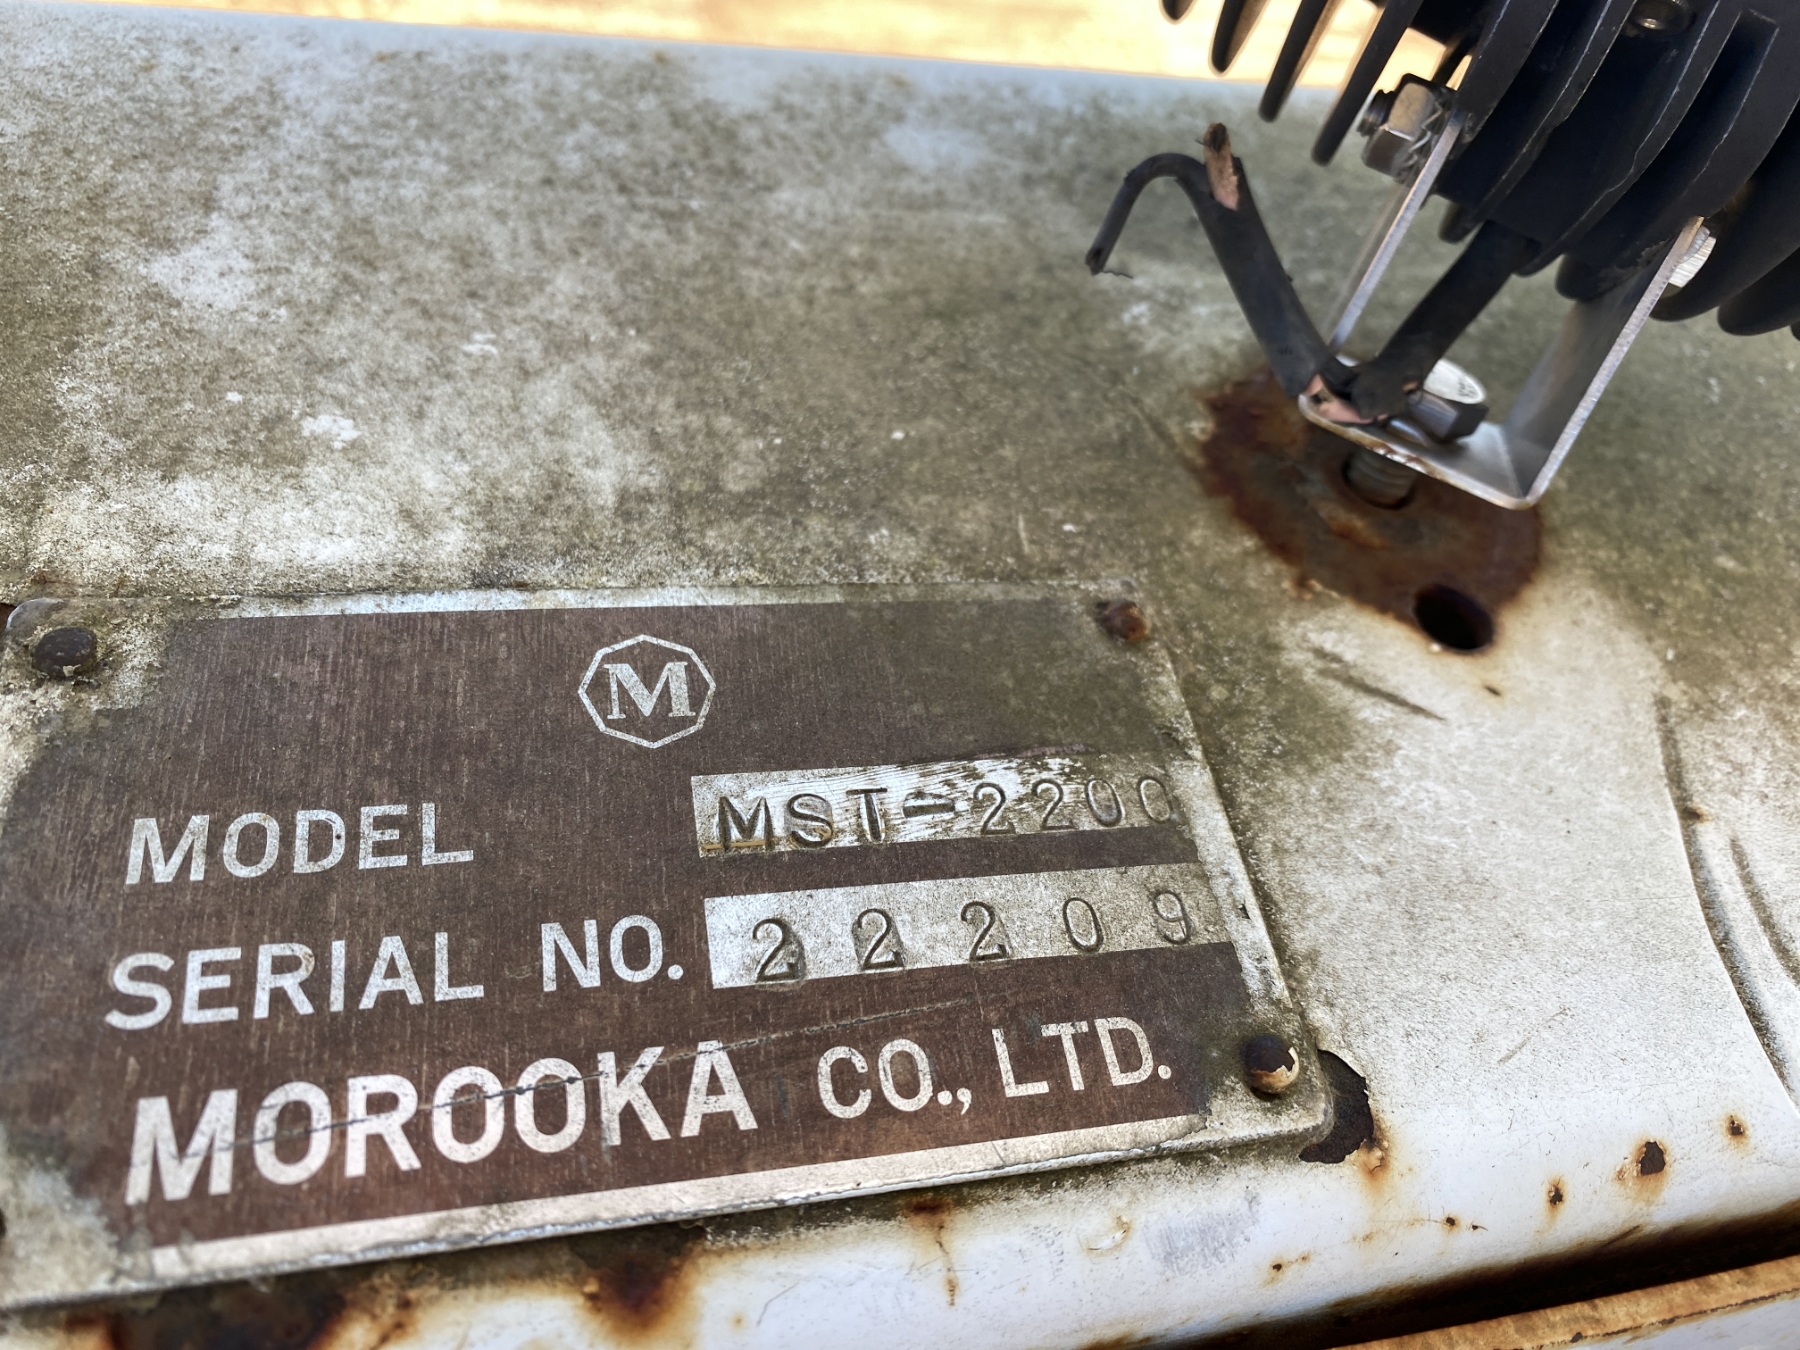 M
MODEL MST-2200
SERIAL NO. 22209
MOROOKA CO., LTD.